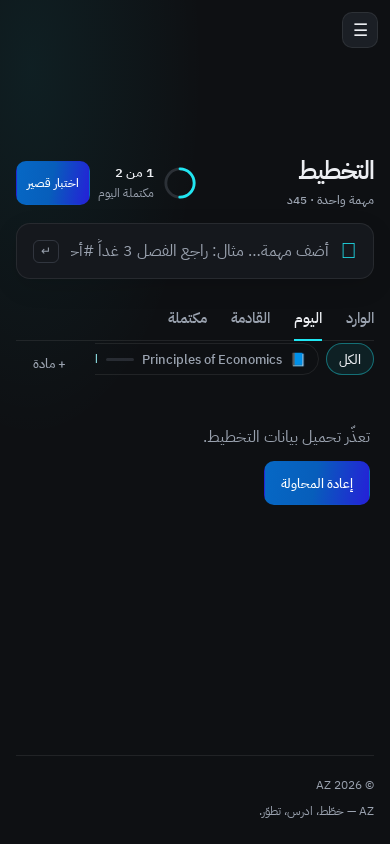 التخطيط
مهمة واحدة · 45د
1 من 2
مكتملة اليوم
اختبار قصير
أضف مهمة... مثال: راجع الفصل 3 غداً #أح
الوارد
اليوم
القادمة
مكتملة
الكل
Principles of Economics
+ مادة
تعذّر تحميل بيانات التخطيط.
إعادة المحاولة
© 2026 AZ
AZ — خطّط، ادرس، تطوّر.